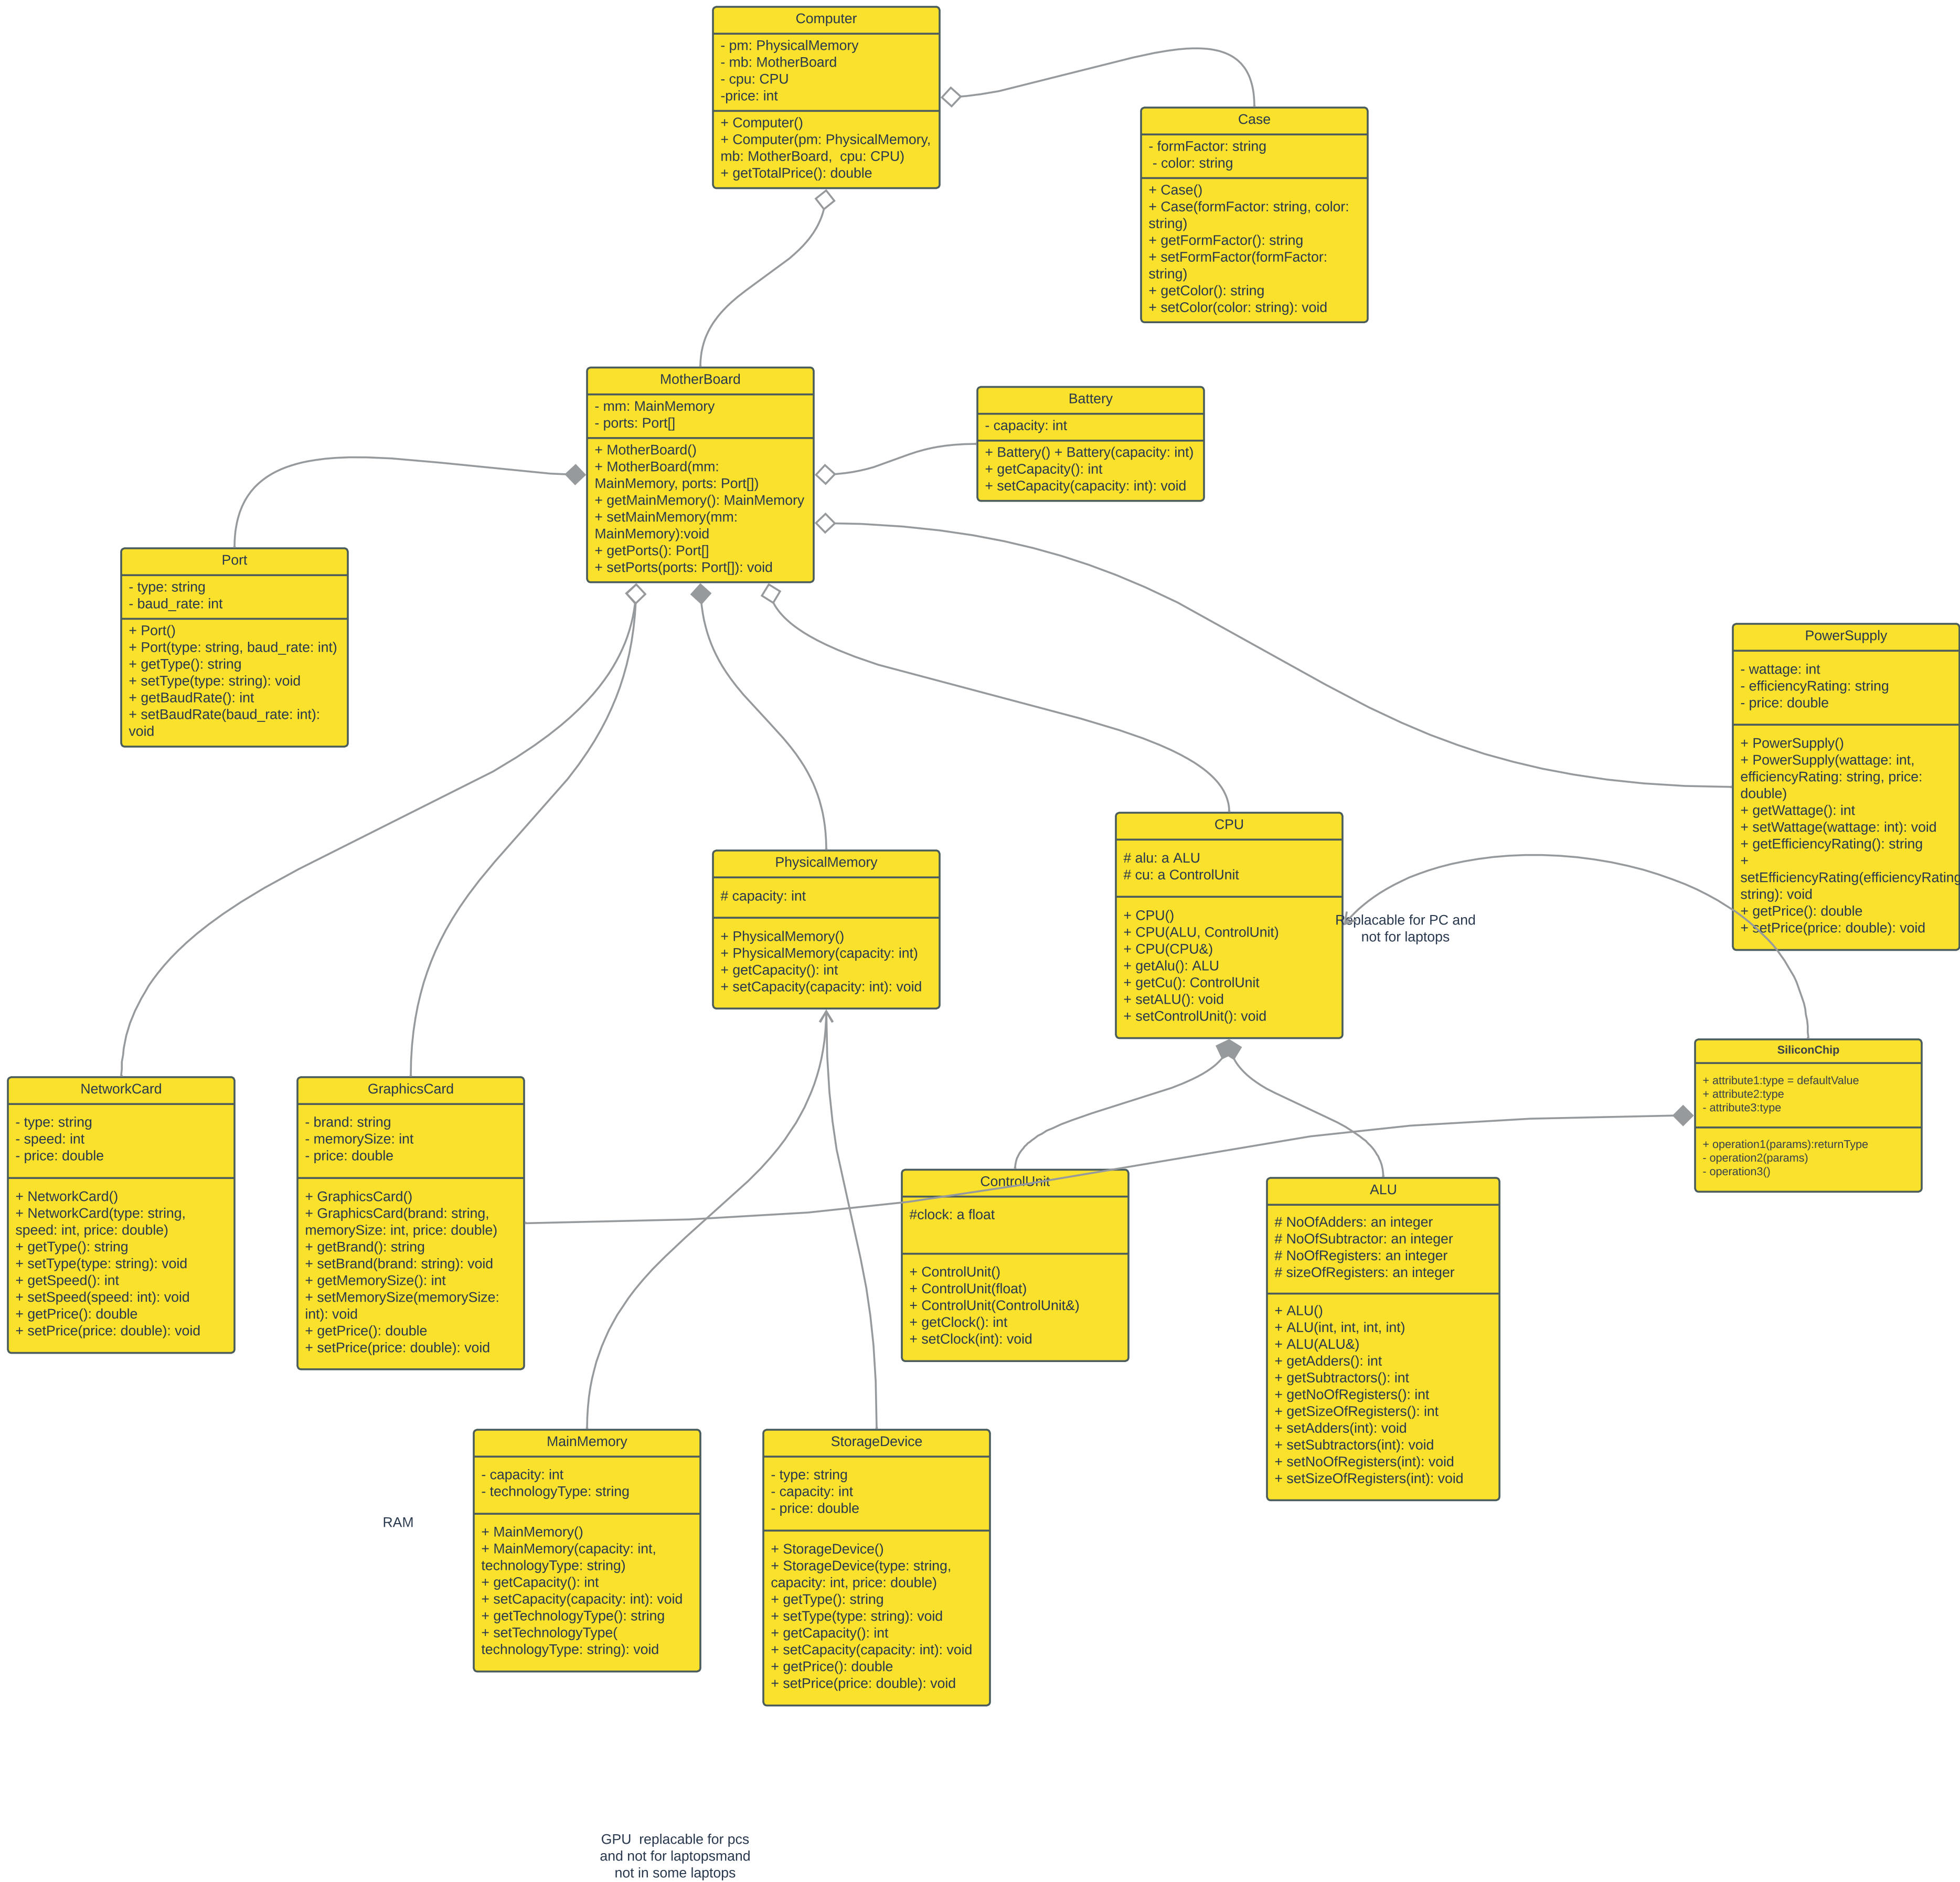 Computer
- pm: PhysicalMemory
- mb: MotherBoard
- cpu: CPU
-price: int
+ Computer()
+ Computer(pm: PhysicalMemory,
mb: MotherBoard,  cpu: CPU)
+ getTotalPrice(): double
Case
- formFactor: string
- color: string
+ Case()
+ Case(formFactor: string, color:
string)
+ getFormFactor(): string
+ setFormFactor(formFactor:
string)
+ getColor(): string
+ setColor(color: string): void
MotherBoard
- mm: MainMemory
- ports: Port[]
+ MotherBoard()
+ MotherBoard(mm:
MainMemory, ports: Port[])
+ getMainMemory(): MainMemory
+ setMainMemory(mm:
MainMemory):void
+ getPorts(): Port[]
+ setPorts(ports: Port[]): void
Battery
- capacity: int
+ Battery() + Battery(capacity: int)
+ getCapacity(): int
+ setCapacity(capacity: int): void
Port
- type: string
- baud_rate: int
+ Port()
+ Port(type: string, baud_rate: int)
+ getType(): string
+ setType(type: string): void
+ getBaudRate(): int
+ setBaudRate(baud_rate: int):
void
PowerSupply
- wattage: int
- efficiencyRating: string
- price: double
+ PowerSupply()
+ PowerSupply(wattage: int,
efficiencyRating: string, price:
double)
+ getWattage(): int
+ setWattage(wattage: int): void
+ getEfficiencyRating(): string
+
setEfficiencyRating(efficiencyRating
string): void
+ getPrice(): double
+ setPrice(price: double): void
CPU
# alu: a ALU
# cu: a ControlUnit
+ CPU()
+ CPU(ALU, ControlUnit)
+ CPU(CPU&)
+ getAlu(): ALU
+ getCu(): ControlUnit
+ setALU(): void
+ setControlUnit(): void
Replacable for PC and
not for laptops
PhysicalMemory
# capacity: int
+ PhysicalMemory()
+ PhysicalMemory(capacity: int)
+ getCapacity(): int
+ setCapacity(capacity: int): void
SiliconChip
+ attribute1:type = defaultValue
+ attribute2:type
- attribute3:type
+ operation1(params):returnType
- operation2(params)
- operation3()
NetworkCard
- type: string
- speed: int
- price: double
+ NetworkCard()
+ NetworkCard(type: string,
speed: int, price: double)
+ getType(): string
+ setType(type: string): void
+ getSpeed(): int
+ setSpeed(speed: int): void
+ getPrice(): double
+ setPrice(price: double): void
GraphicsCard
- brand: string
- memorySize: int
- price: double
+ GraphicsCard()
+ GraphicsCard(brand: string,
memorySize: int, price: double)
+ getBrand(): string
+ setBrand(brand: string): void
+ getMemorySize(): int
+ setMemorySize(memorySize:
int): void
+ getPrice(): double
+ setPrice(price: double): void
ControlUnit
#clock: a float
+ ControlUnit()
+ ControlUnit(float)
+ ControlUnit(ControlUnit&)
+ getClock(): int
+ setClock(int): void
ALU
# NoOfAdders: an integer
# NoOfSubtractor: an integer
# NoOfRegisters: an integer
# sizeOfRegisters: an integer
+ ALU()
+ ALU(int, int, int, int)
+ ALU(ALU&)
+ getAdders(): int
+ getSubtractors(): int
+ getNoOfRegisters(): int
+ getSizeOfRegisters(): int
+ setAdders(int): void
+ setSubtractors(int): void
+ setNoOfRegisters(int): void
+ setSizeOfRegisters(int): void
RAM
MainMemory
- capacity: int
- technologyType: string
+ MainMemory()
+ MainMemory(capacity: int,
technologyType: string)
+ getCapacity(): int
+ setCapacity(capacity: int): void
+ getTechnologyType(): string
+ setTechnologyType(
technologyType: string): void
StorageDevice
- type: string
- capacity: int
- price: double
+ StorageDevice()
+ StorageDevice(type: string,
capacity: int, price: double)
+ getType(): string
+ setType(type: string): void
+ getCapacity(): int
+ setCapacity(capacity: int): void
+ getPrice(): double
+ setPrice(price: double): void
GPU  replacable for pcs
and not for laptopsmand
not in some laptops